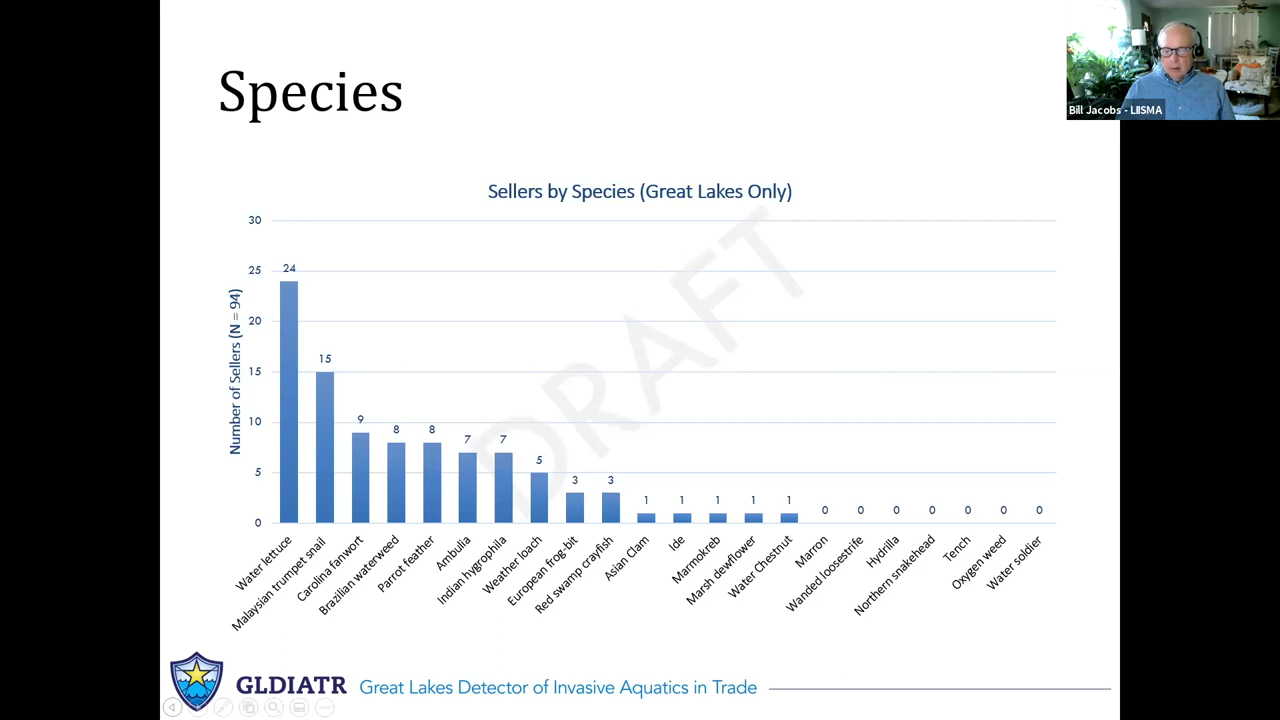 Species
Bill Jacobs - LIISMA
Sellers by Species (Great Lakes Only)
Number of Sellers (N = 94)
30
25
20
15
10
5
0
24
15
9
8
8
7
7
5
3
3
1
1
1
1
1
0
0
0
0
0
0
0
Water lettuce
Malaysian trumpet snail
Carolina fanwort
Brazilian waterweed
Parrot feather
Ambulia
Indian hygrophila
Weather loach
European frog-bit
Red swamp crayfish
Asian Clam
Ide
Marmokreb
Marsh dewflower
Water Chestnut
Marron
Wanded loosestrife
Hydrilla
Northern snakehead
Tench
Oxygen weed
Water soldier
DRAFT
GLDIATR Great Lakes Detector of Invasive Aquatics in Trade